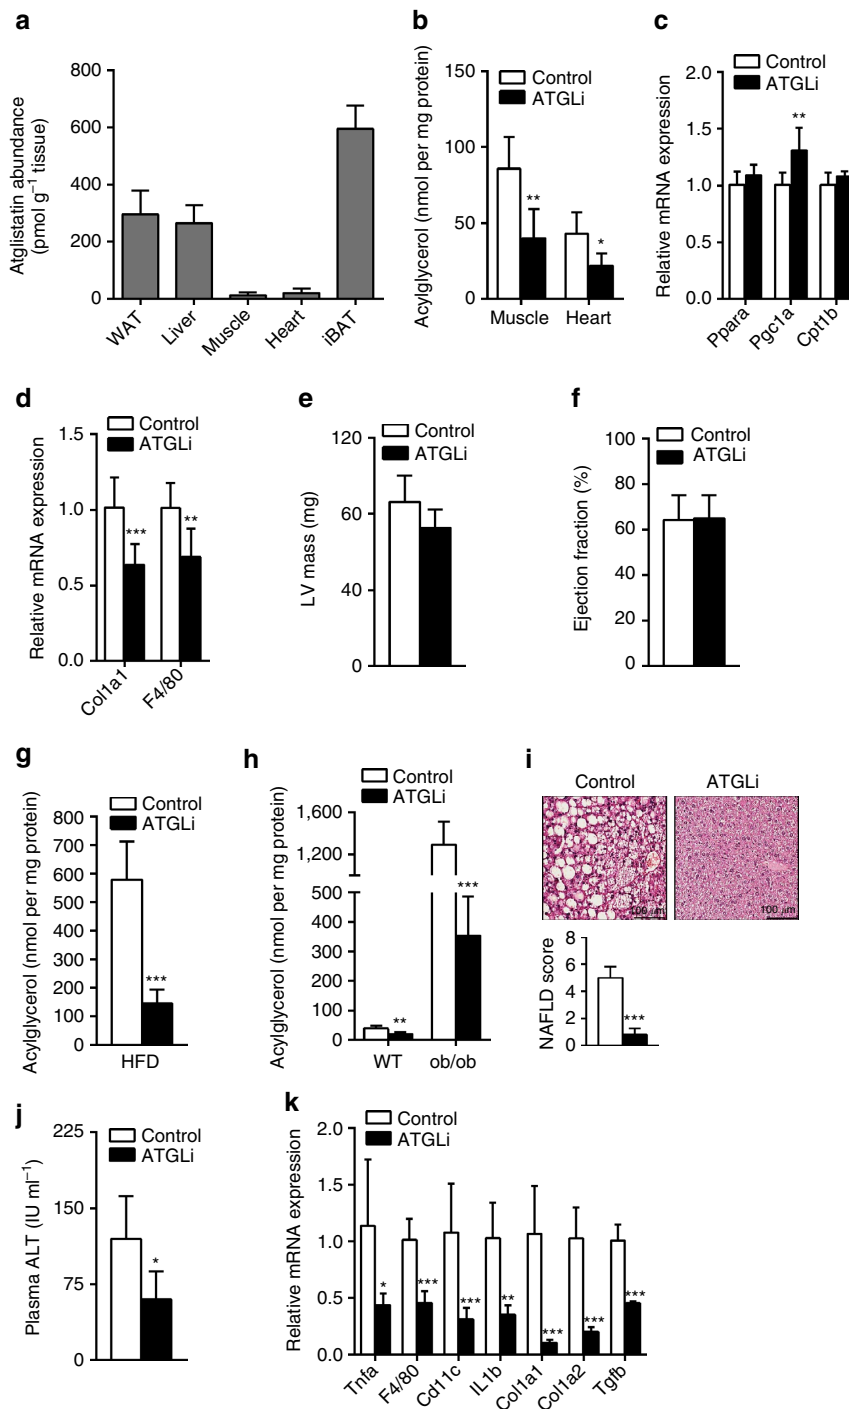 a
Atglistatin abundance
(pmol g⁻¹ tissue)
800
600
400
200
0
WAT
Liver
Muscle
Heart
iBAT
b
Acylglycerol (nmol per mg protein)
150
100
50
0
Control
ATGLi
**
*
Muscle
Heart
c
Relative mRNA expression
2.0
1.5
1.0
0.5
0.0
Control
ATGLi
**
Ppara
Pgc1a
Cpt1b
d
Relative mRNA expression
1.5
1.0
0.5
0.0
Control
ATGLi
***
**
Col1a1
F4/80
e
LV mass (mg)
120
60
40
0
Control
ATGLi
f
Ejection fraction (%)
100
80
60
40
20
0
Control
ATGLi
g
Acylglycerol (nmol per mg protein)
800
700
600
500
400
300
200
100
0
Control
ATGLi
***
HFD
h
Acylglycerol (nmol per mg protein)
1,600
1,200
500
400
300
200
100
0
Control
ATGLi
**
***
WT
ob/ob
i
Control
ATGLi
100 μm
100 μm
NAFLD score
8
6
4
2
0
***
j
Plasma ALT (IU ml⁻¹)
225
150
75
0
Control
ATGLi
*
k
Relative mRNA expression
2.0
1.5
1.0
0.5
0.0
Control
ATGLi
*
***
***
**
***
***
***
Tnfa
F4/80
Cd11c
IL1b
Col1a1
Col1a2
Tgfb